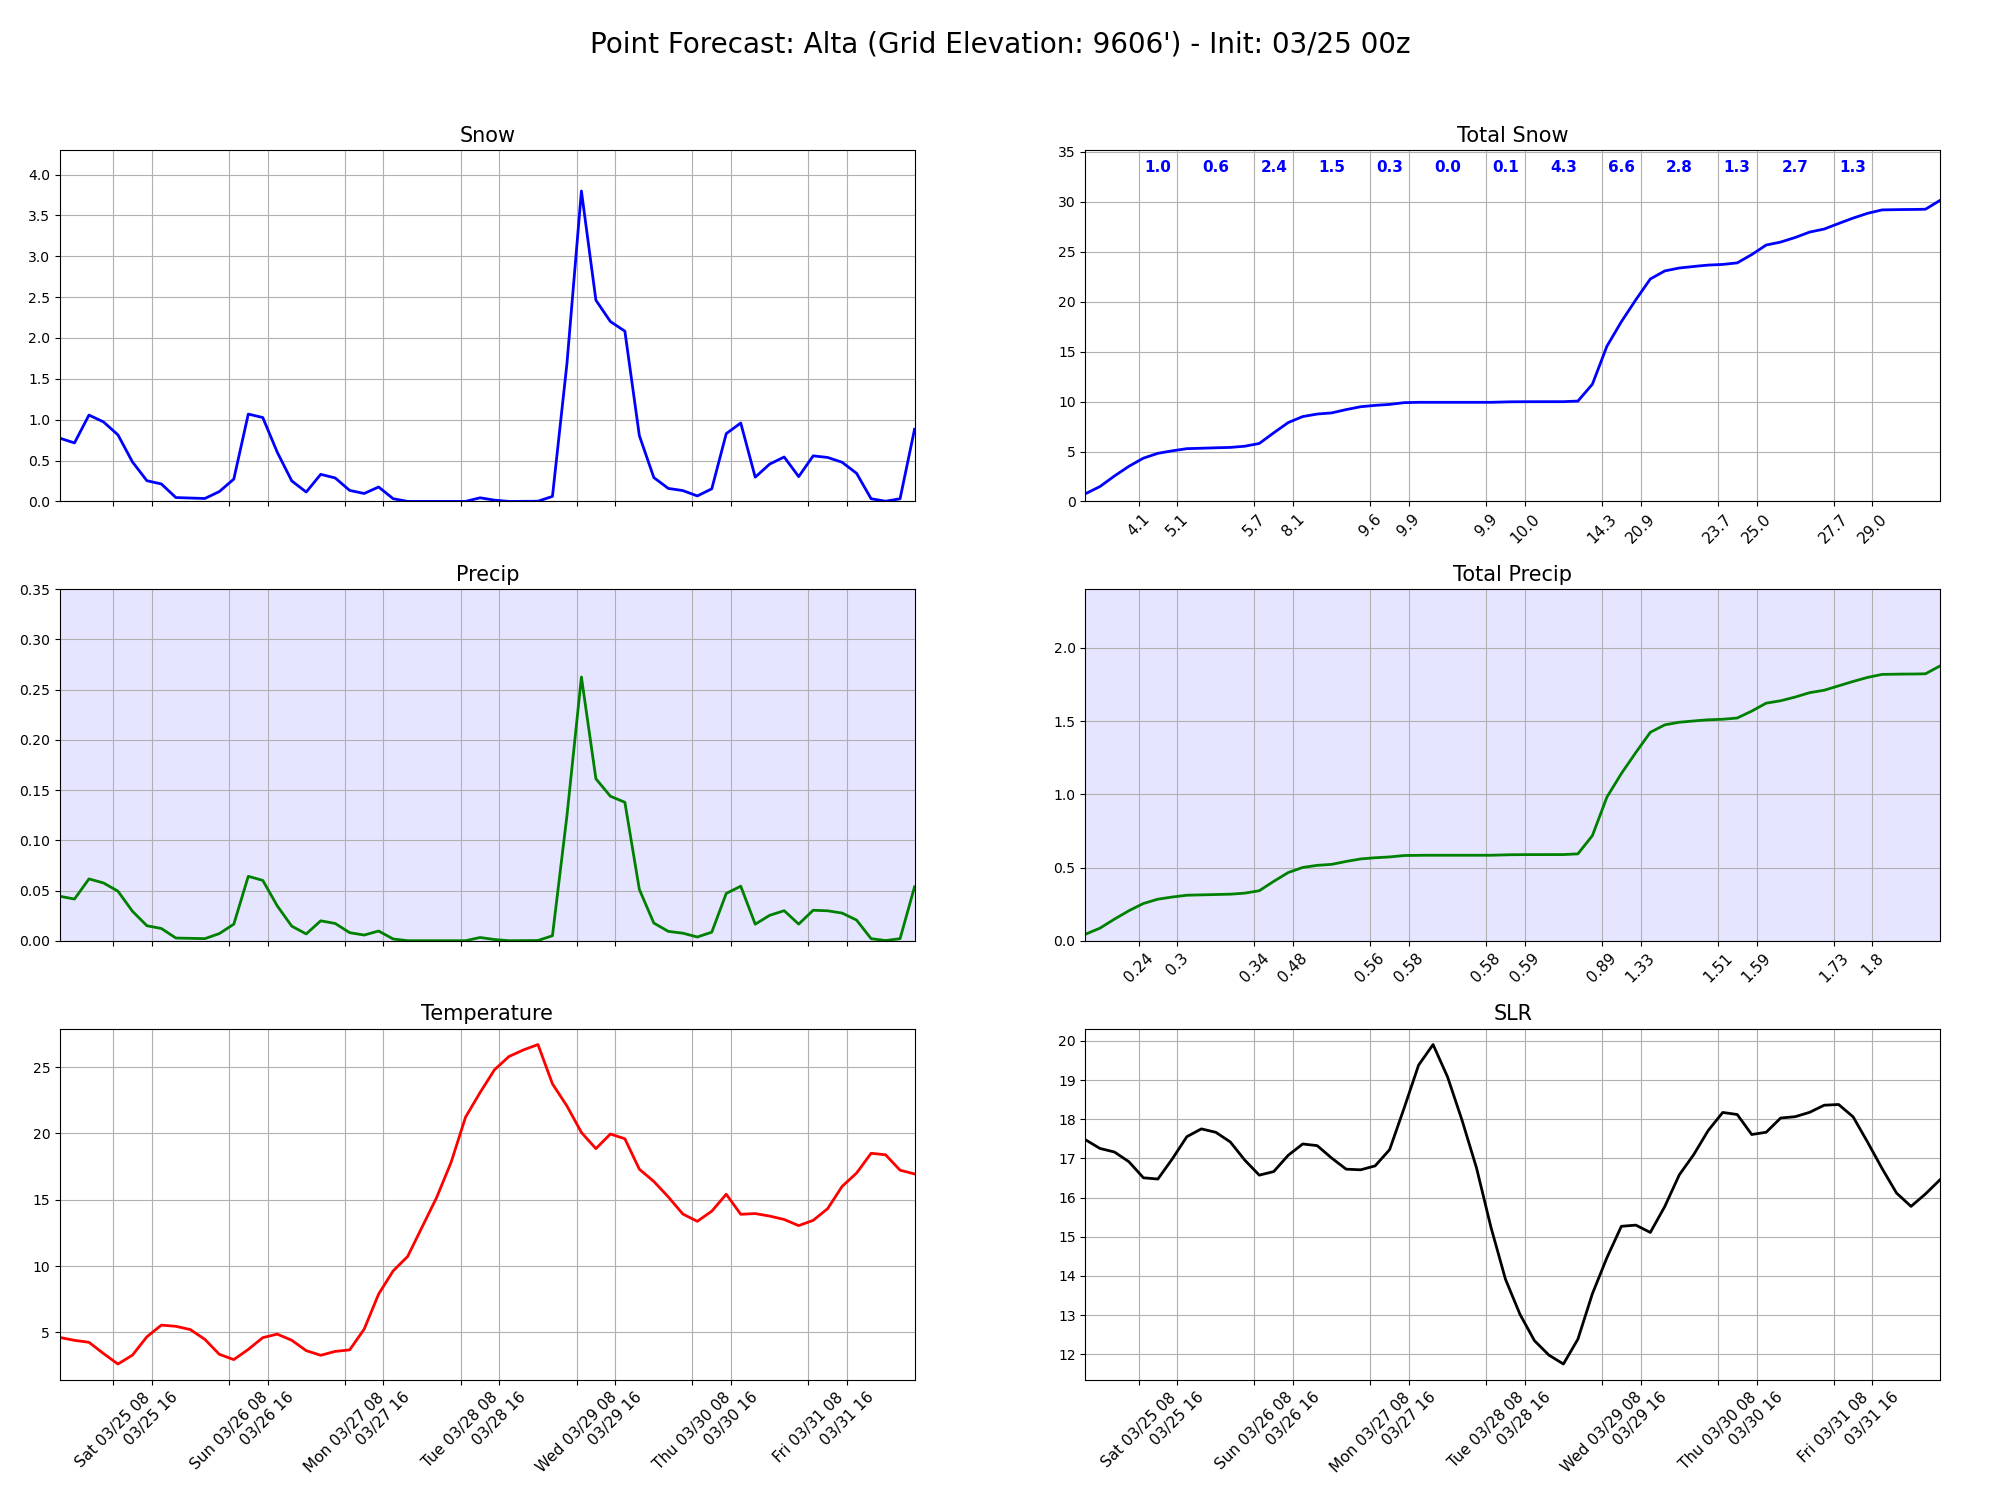 Point Forecast: Alta (Grid Elevation: 9606') - Init: 03/25 00z
Snow
4.0
3.5
3.0
2.5
2.0
1.5
1.0
0.5
0.0
Total Snow
35
30
25
20
15
10
5
0
1.0 0.6 2.4 1.5 0.3 0.0 0.1 4.3 6.6 2.8 1.3 2.7 1.3
4.1 5.1 5.7 8.1 9.6 9.9 9.9 10.0 14.3 20.9 23.7 25.0 27.7 29.0
Precip
0.35
0.30
0.25
0.20
0.15
0.10
0.05
0.00
Total Precip
2.0
1.5
1.0
0.5
0.0
0.24 0.3 0.34 0.48 0.56 0.58 0.58 0.59 0.89 1.33 1.51 1.59 1.73 1.8
Temperature
25
20
15
10
5
Sat 03/25 08
03/25 16
Sun 03/26 08
03/26 16
Mon 03/27 08
03/27 16
Tue 03/28 08
03/28 16
Wed 03/29 08
03/29 16
Thu 03/30 08
03/30 16
Fri 03/31 08
03/31 16
SLR
20
19
18
17
16
15
14
13
12
Sat 03/25 08
03/25 16
Sun 03/26 08
03/26 16
Mon 03/27 08
03/27 16
Tue 03/28 08
03/28 16
Wed 03/29 08
03/29 16
Thu 03/30 08
03/30 16
Fri 03/31 08
03/31 16